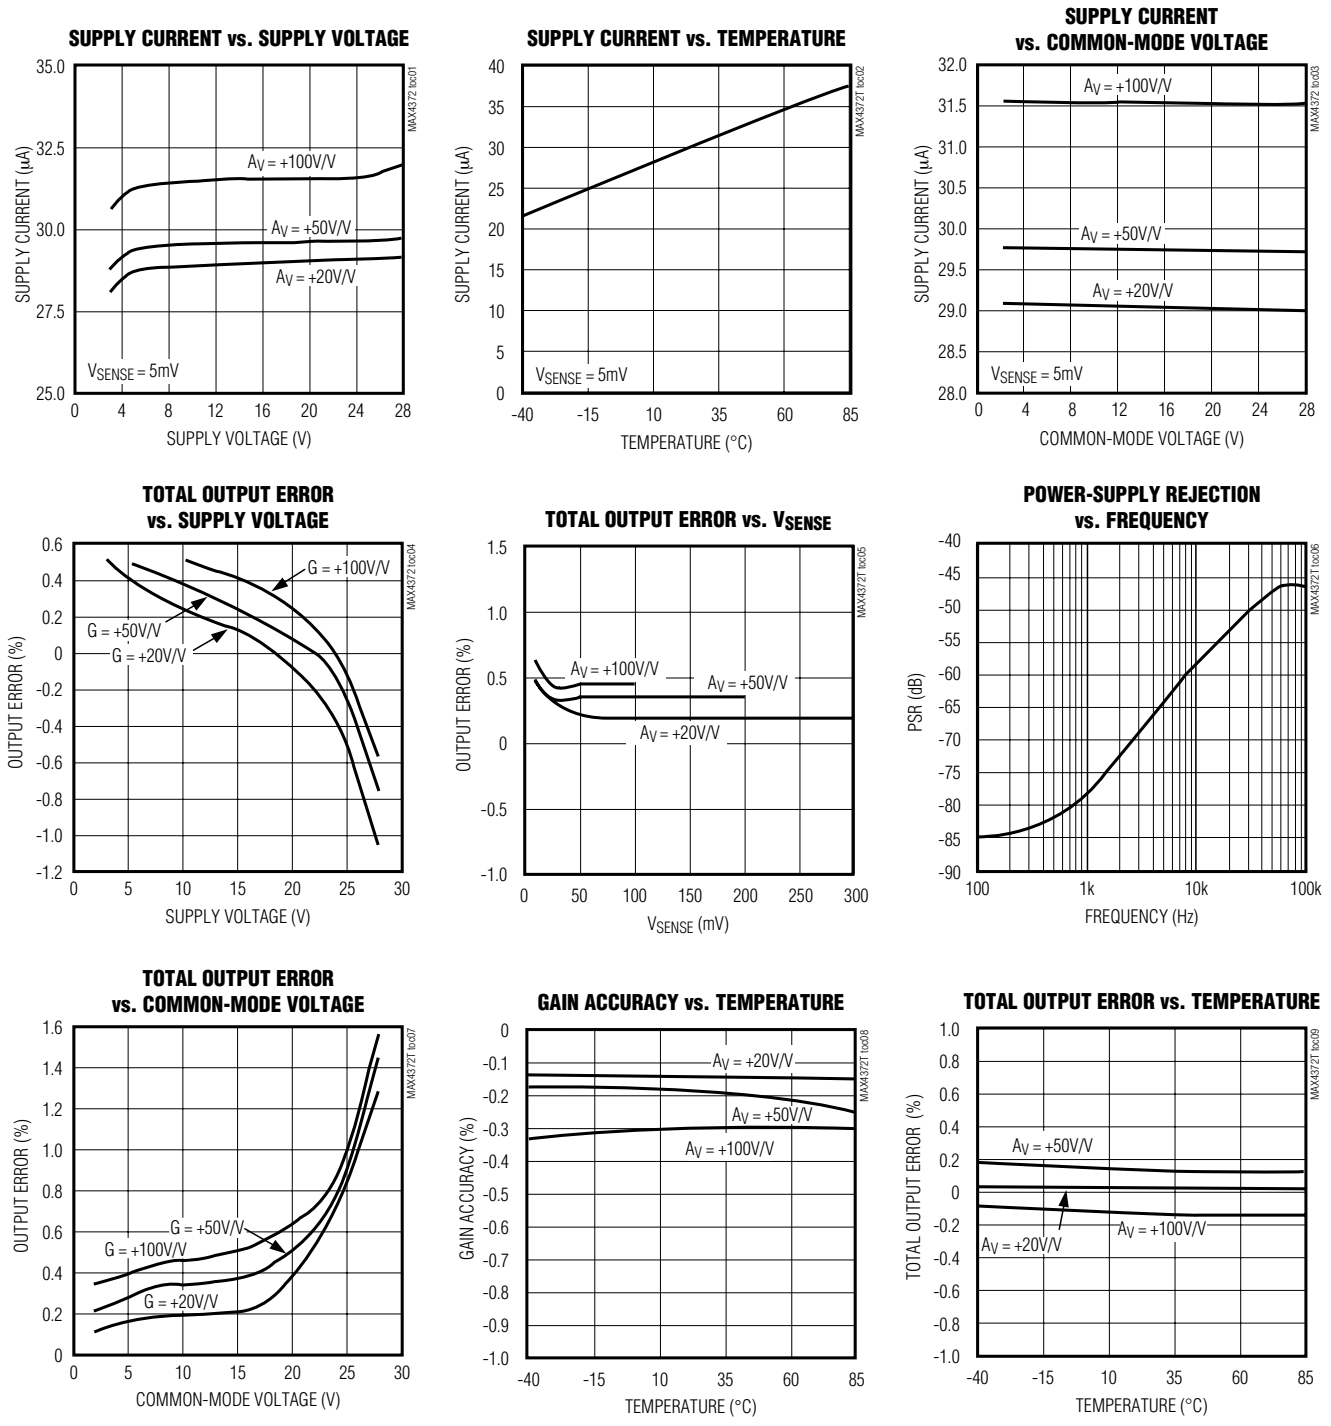 SUPPLY CURRENT vs. SUPPLY VOLTAGE
35.0
32.5
30.0
27.5
25.0
SUPPLY CURRENT (μA)
AV = +100V/V
AV = +50V/V
AV = +20V/V
VSENSE = 5mV
0 4 8 12 16 20 24 28
SUPPLY VOLTAGE (V)
MAX4372 toc01
SUPPLY CURRENT vs. TEMPERATURE
40
35
30
25
20
15
10
5
0
SUPPLY CURRENT (μA)
VSENSE = 5mV
-40 -15 10 35 60 85
TEMPERATURE (°C)
MAX4372T toc02
SUPPLY CURRENT
vs. COMMON-MODE VOLTAGE
32.0
31.5
31.0
30.5
30.0
29.5
29.0
28.5
28.0
SUPPLY CURRENT (μA)
AV = +100V/V
AV = +50V/V
AV = +20V/V
VSENSE = 5mV
0 4 8 12 16 20 24 28
COMMON-MODE VOLTAGE (V)
MAX4372 toc03
TOTAL OUTPUT ERROR
vs. SUPPLY VOLTAGE
0.6
0.4
0.2
0
-0.2
-0.4
-0.6
-0.8
-1.0
-1.2
OUTPUT ERROR (%)
G = +100V/V
G = +50V/V
G = +20V/V
0 5 10 15 20 25 30
SUPPLY VOLTAGE (V)
MAX4372 toc04
TOTAL OUTPUT ERROR vs. VSENSE
1.5
1.0
0.5
0
-0.5
-1.0
OUTPUT ERROR (%)
AV = +100V/V
AV = +50V/V
AV = +20V/V
0 50 100 150 200 250 300
VSENSE (mV)
MAX4372T toc05
POWER-SUPPLY REJECTION
vs. FREQUENCY
-40
-45
-50
-55
-60
-65
-70
-75
-80
-85
-90
PSR (dB)
100 1k 10k 100k
FREQUENCY (Hz)
MAX4372T toc06
TOTAL OUTPUT ERROR
vs. COMMON-MODE VOLTAGE
1.6
1.4
1.2
1.0
0.8
0.6
0.4
0.2
0
OUTPUT ERROR (%)
G = +50V/V
G = +100V/V
G = +20V/V
0 5 10 15 20 25 30
COMMON-MODE VOLTAGE (V)
MAX4372T toc07
GAIN ACCURACY vs. TEMPERATURE
0
-0.1
-0.2
-0.3
-0.4
-0.5
-0.6
-0.7
-0.8
-0.9
-1.0
GAIN ACCURACY (%)
AV = +20V/V
AV = +50V/V
AV = +100V/V
-40 -15 10 35 60 85
TEMPERATURE (°C)
MAX4372T toc08
TOTAL OUTPUT ERROR vs. TEMPERATURE
1.0
0.8
0.6
0.4
0.2
0
-0.2
-0.4
-0.6
-0.8
-1.0
TOTAL OUTPUT ERROR (%)
AV = +50V/V
AV = +100V/V
AV = +20V/V
-40 -15 10 35 60 85
TEMPERATURE (°C)
MAX4372T toc09